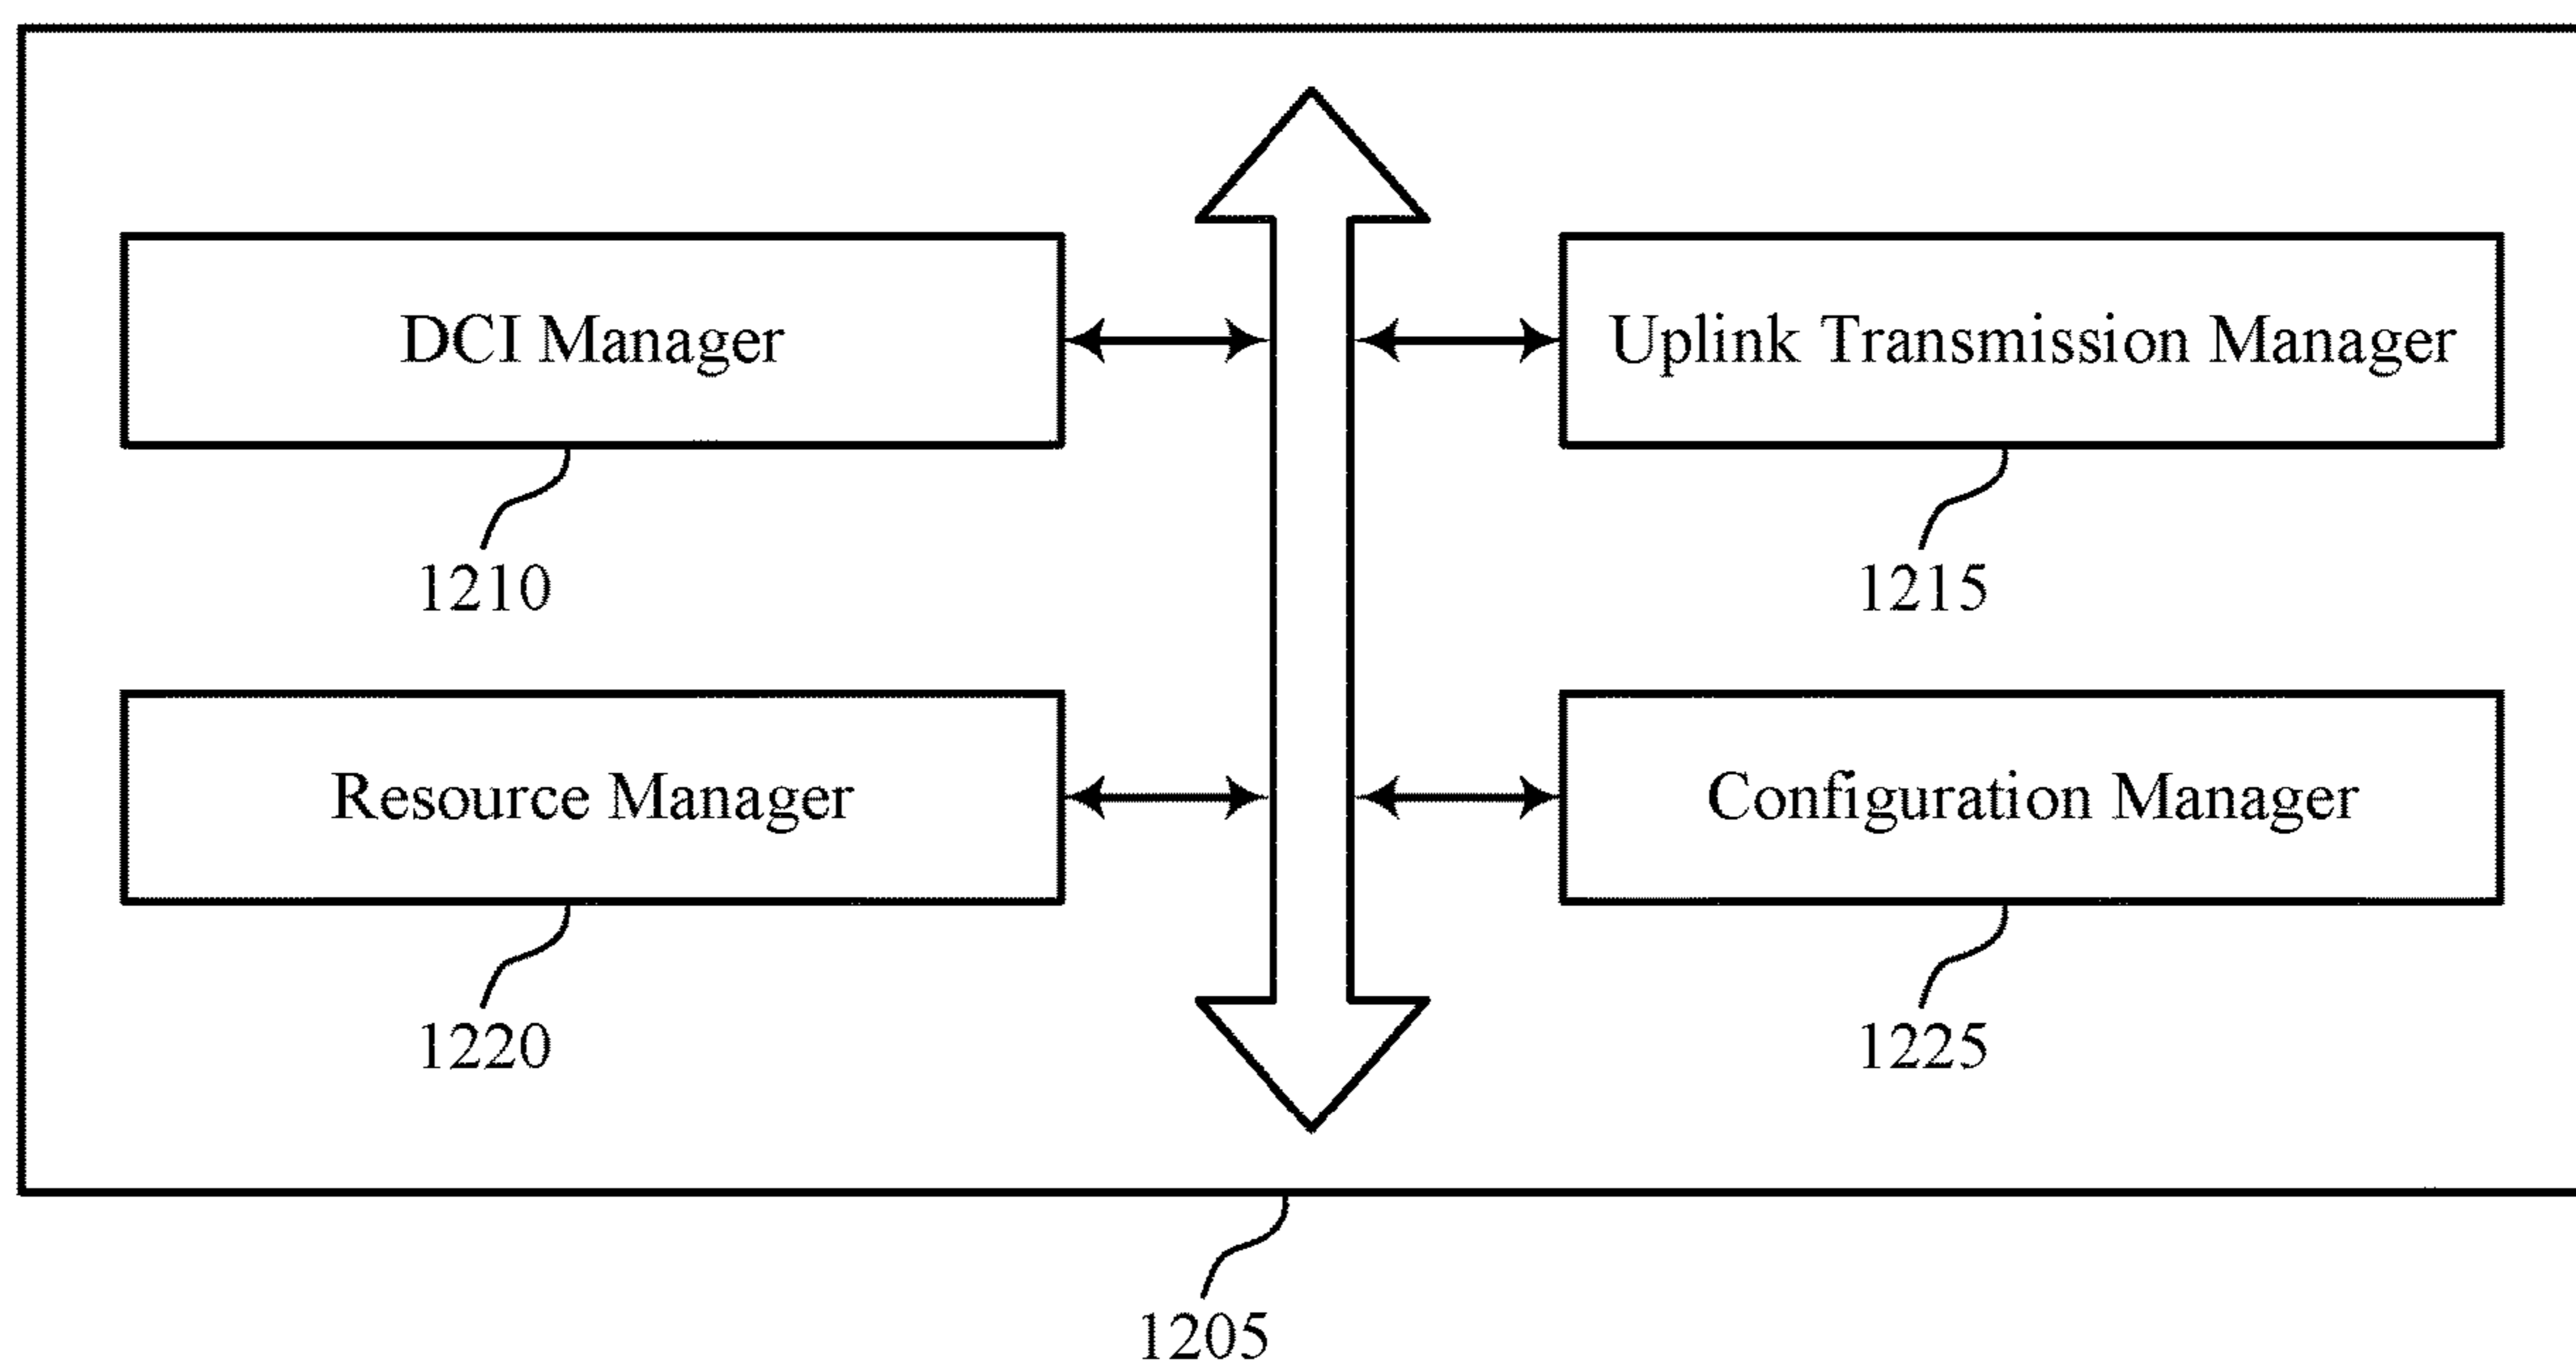 DCI Manager
Uplink Transmission Manager
1210
1215
Resource Manager
Configuration Manager
1220
1225
1205